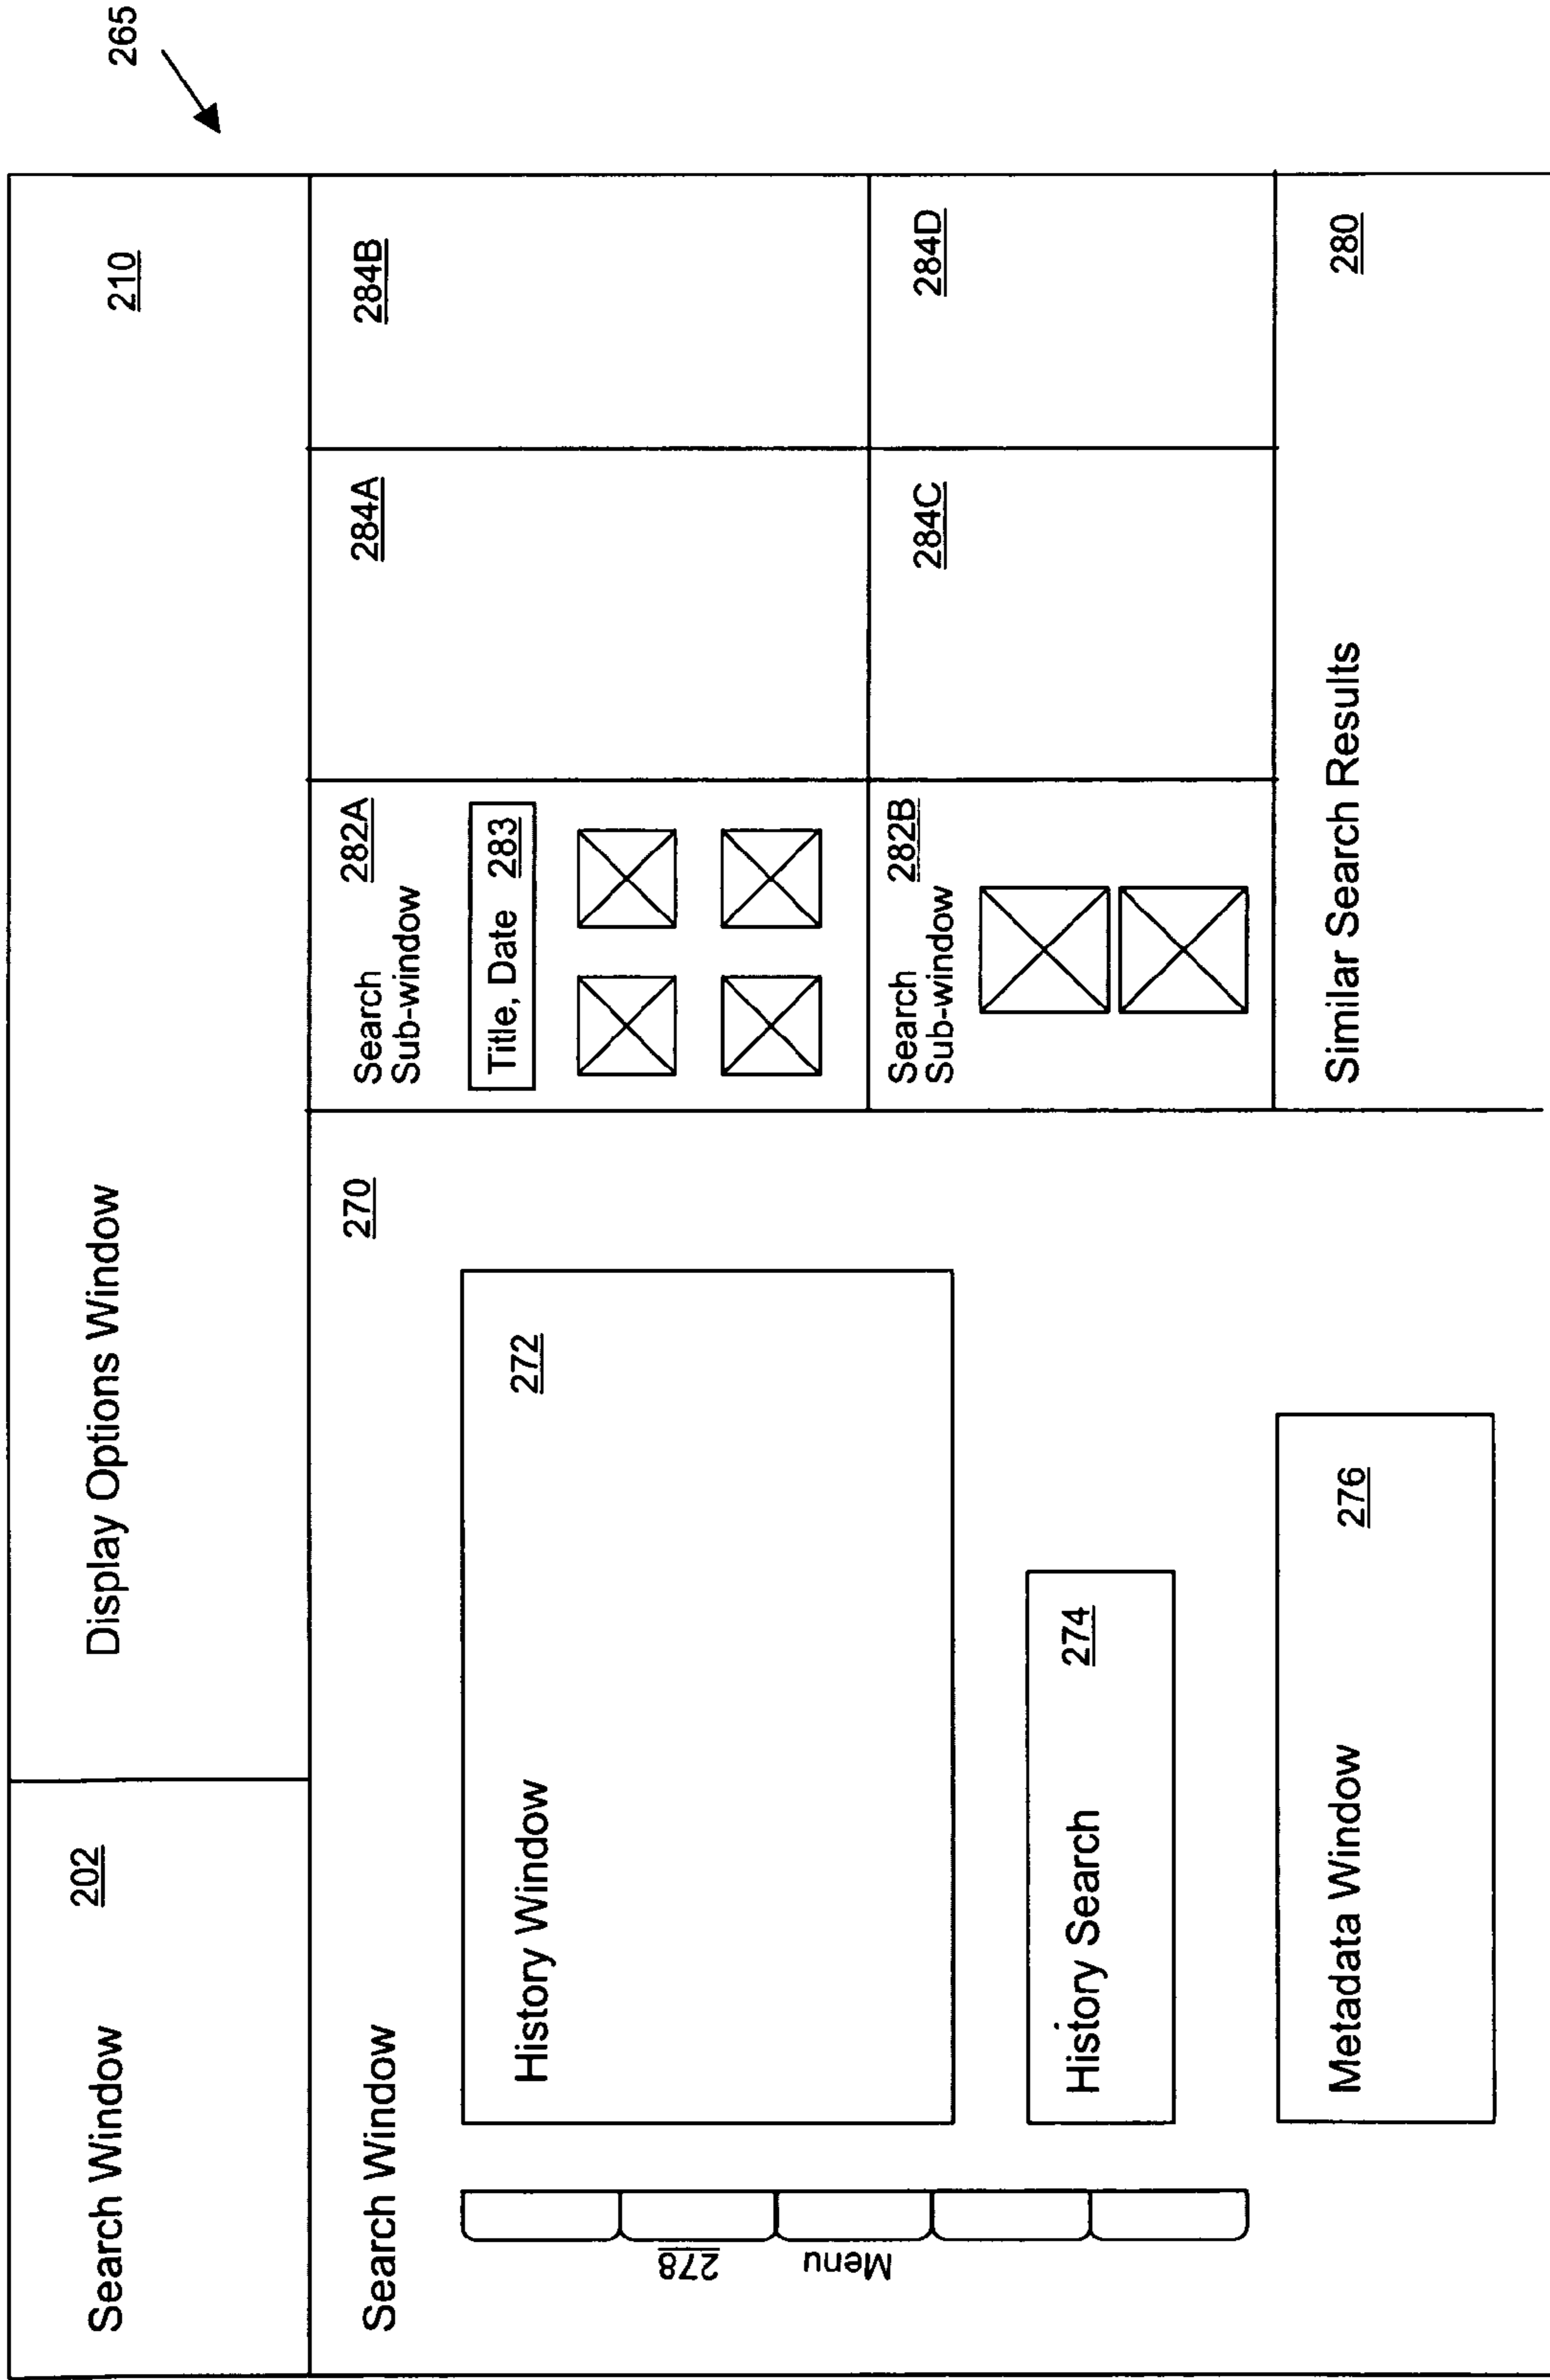 265
Search Window 202
Display Options Window 210
Search Window 270
History Window 272
History Search 274
Metadata Window 276
Menu 278
Search 282A
Sub-window
Title, Date 283
284A
284B
Search 282B
Sub-window
284C
284D
Similar Search Results 280